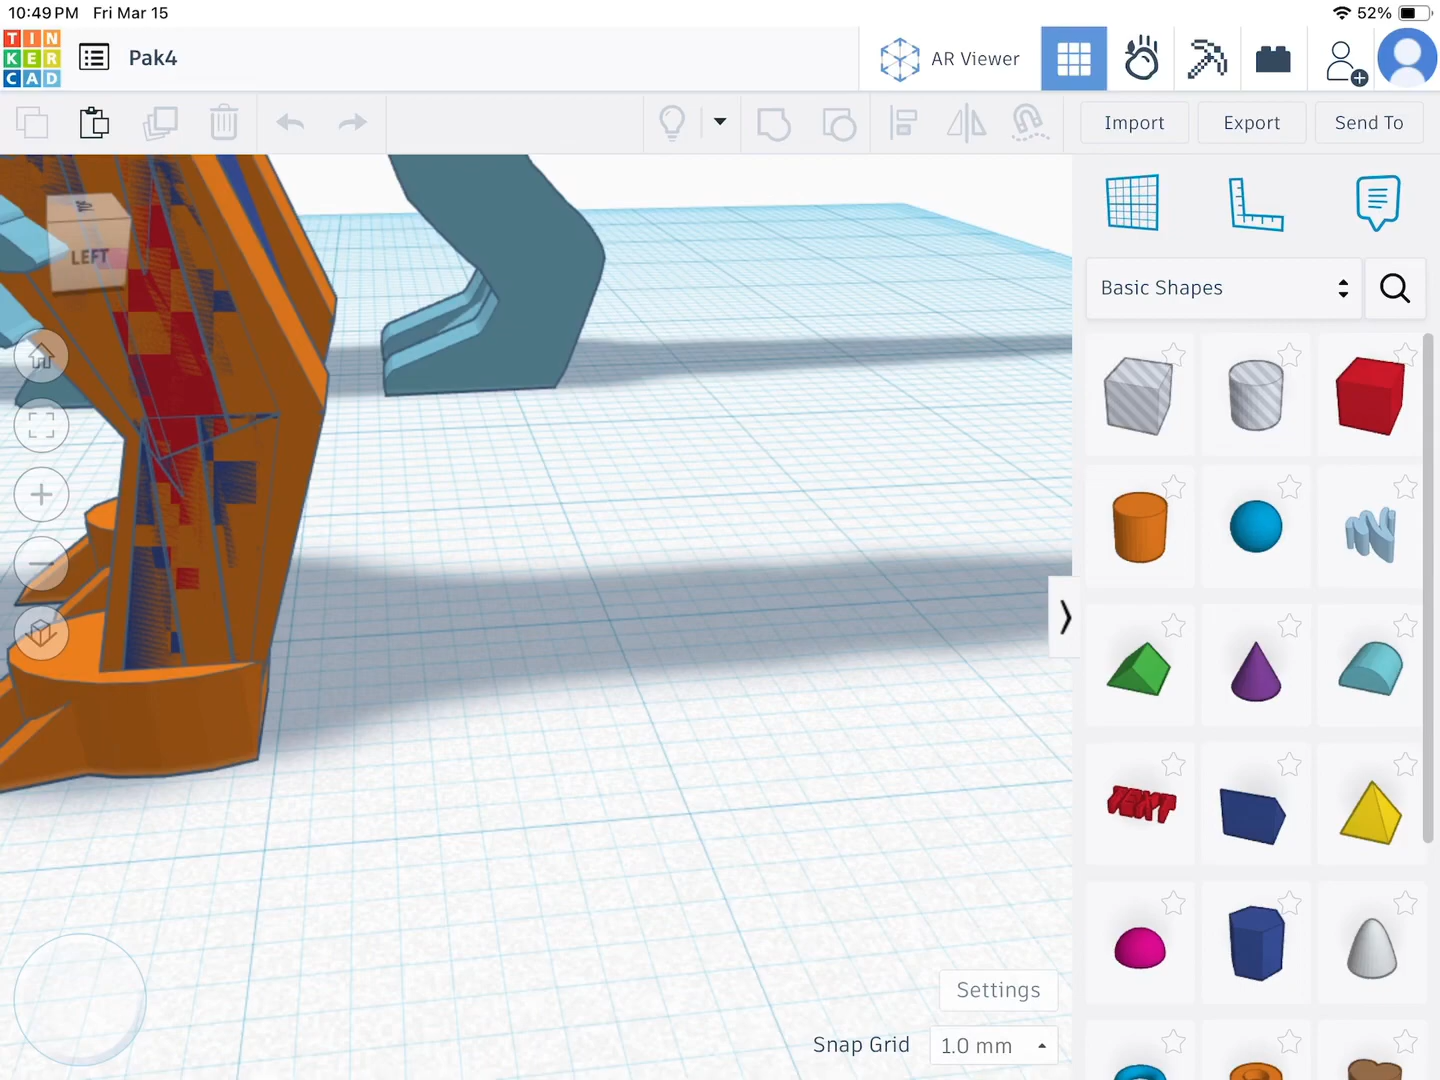 10:49 PM Fri Mar 15
52%
TIN
KER
CAD
Pak4
AR Viewer
Import
Export
Send To
LEFT
Basic Shapes
TEXT
Settings
Snap Grid
1.0 mm